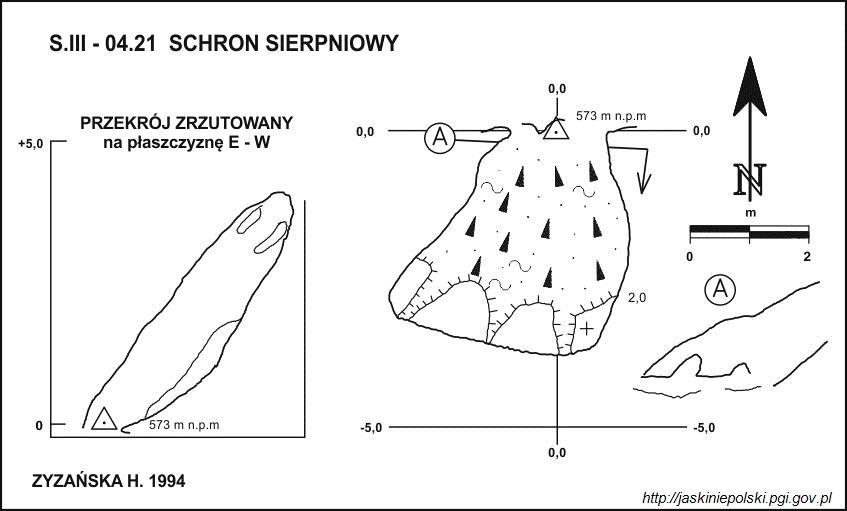 S.III - 04.21 SCHRON SIERPNIOWY
PRZEKRÓJ ZRZUTOWANY
na płaszczyznę E - W
+5,0
0
573 m n.p.m
0,0
573 m n.p.m
0,0
0,0
A
2,0
-5,0
-5,0
0,0
N
m
0
2
A
ZYZAŃSKA H. 1994
http://jaskiniepolski.pgi.gov.pl